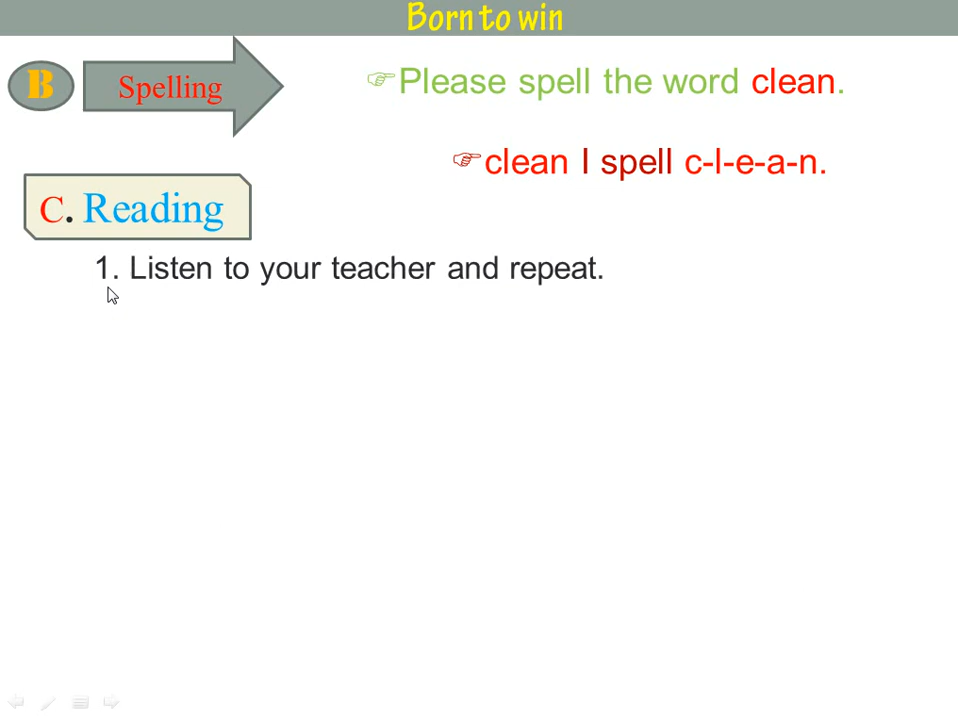 Born to win
B Spelling
Please spell the word clean.
clean I spell c-l-e-a-n.
C. Reading
1. Listen to your teacher and repeat.